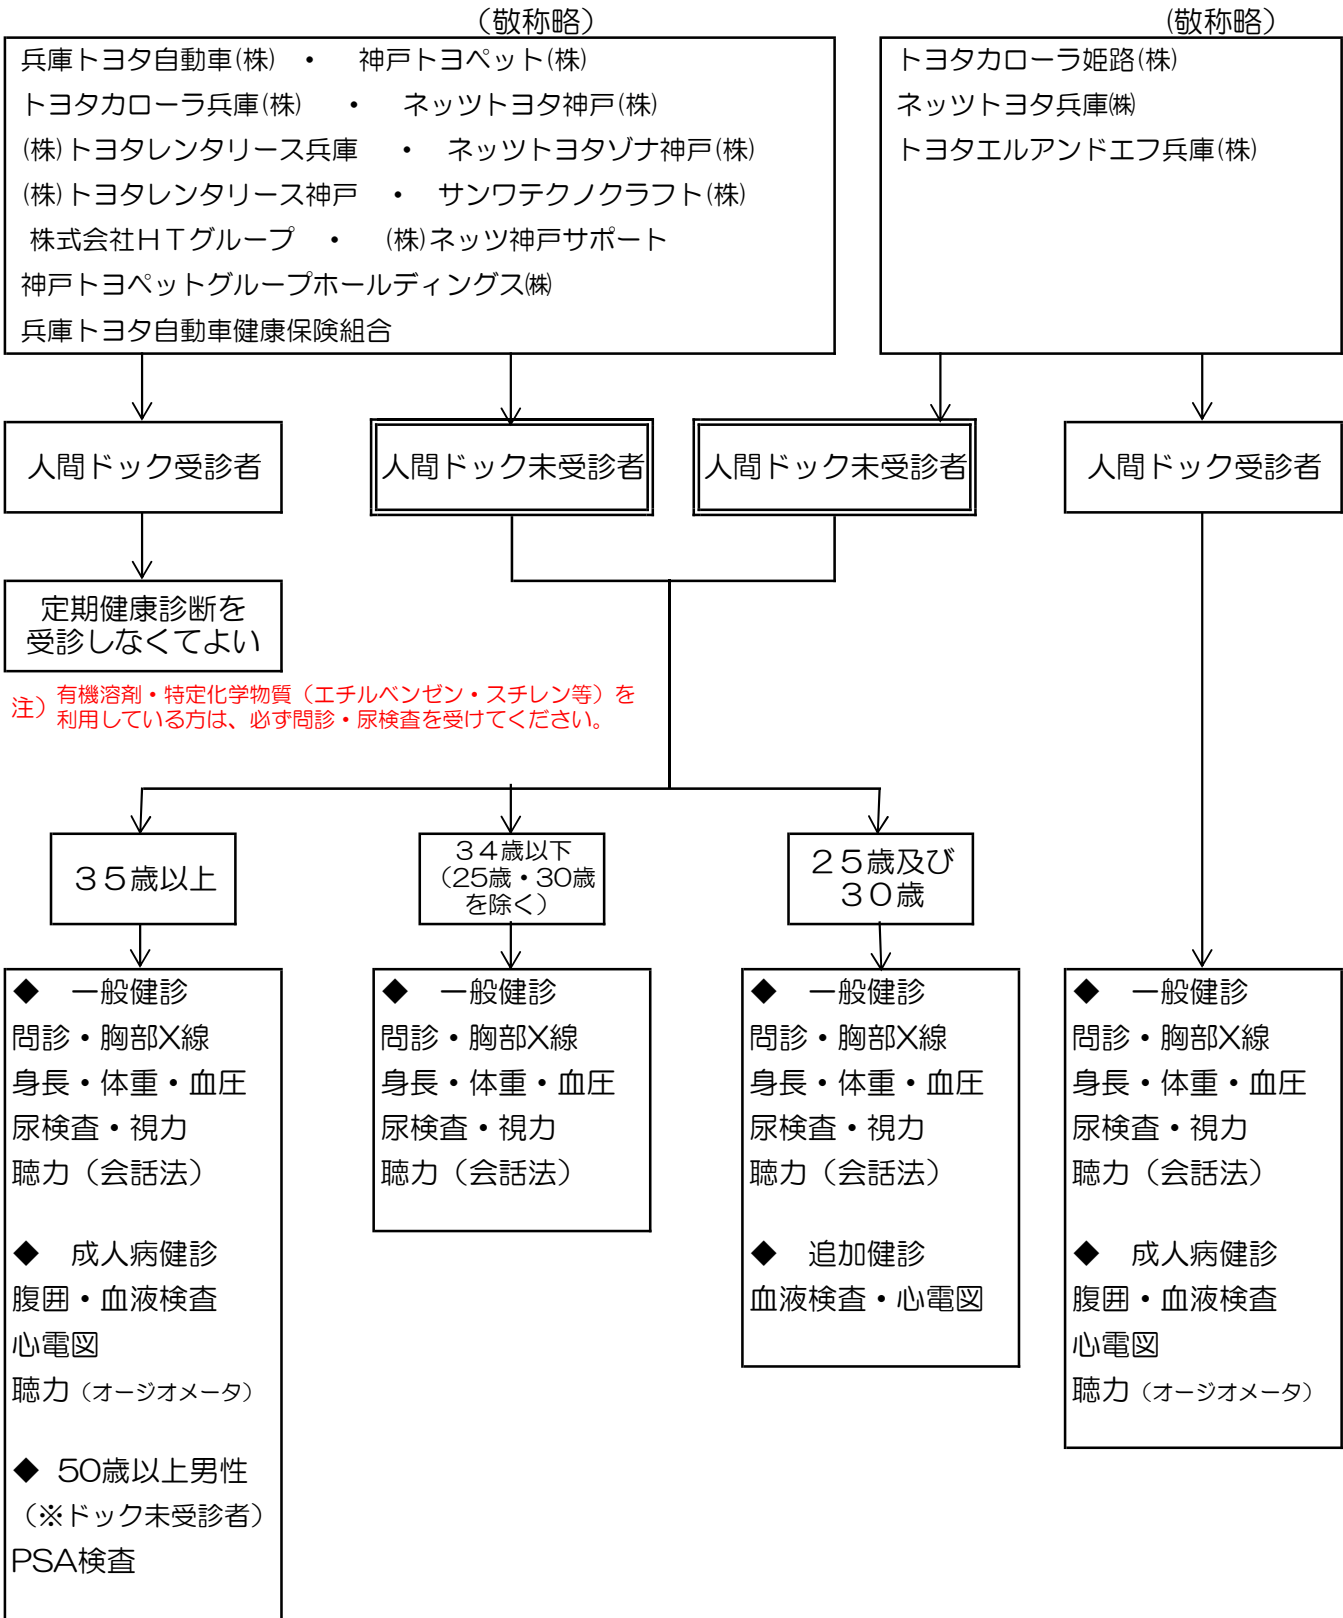 （敬称略）
兵庫トヨタ自動車(株)　・　神戸トヨペット(株)
トヨタカローラ兵庫(株)　・　ネッツトヨタ神戸(株)
(株)トヨタレンタリース兵庫　・　ネッツトヨタゾナ神戸(株)
(株)トヨタレンタリース神戸　・　サンワテクノクラフト(株)
株式会社ＨＴグループ　・　(株)ネッツ神戸サポート
神戸トヨペットグループホールディングス㈱
兵庫トヨタ自動車健康保険組合
(敬称略）
トヨタカローラ姫路(株)
ネッツトヨタ兵庫㈱
トヨタエルアンドエフ兵庫(株)
人間ドック受診者
人間ドック未受診者
人間ドック未受診者
人間ドック受診者
定期健康診断を
受診しなくてよい
注）有機溶剤・特定化学物質（エチルベンゼン・スチレン等）を
利用している方は、必ず問診・尿検査を受けてください。
３５歳以上
３４歳以下
（25歳・30歳
を除く）
２５歳及び
３０歳
◆　一般健診
問診・胸部X線
身長・体重・血圧
尿検査・視力
聴力（会話法）
◆　成人病健診
腹囲・血液検査
心電図
聴力（オージオメータ）
◆ 50歳以上男性
（※ドック未受診者）
PSA検査
◆　一般健診
問診・胸部X線
身長・体重・血圧
尿検査・視力
聴力（会話法）
◆　一般健診
問診・胸部X線
身長・体重・血圧
尿検査・視力
聴力（会話法）
◆　追加健診
血液検査・心電図
◆　一般健診
問診・胸部X線
身長・体重・血圧
尿検査・視力
聴力（会話法）
◆　成人病健診
腹囲・血液検査
心電図
聴力（オージオメータ）